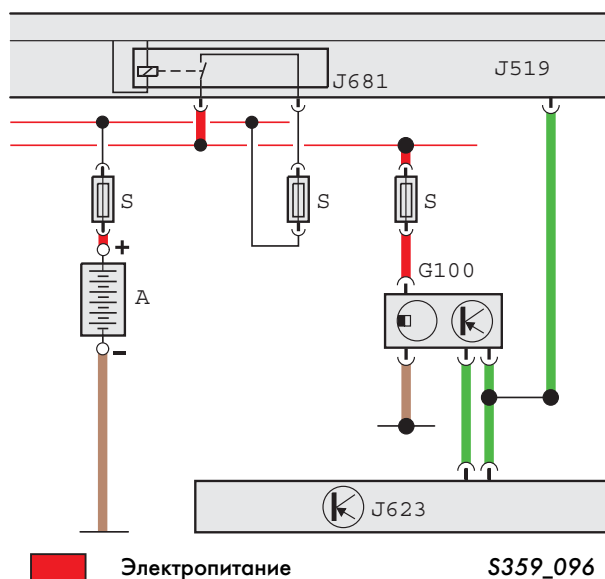 J681
J519
S
S
S
+
A
G100
−
J623
Электропитание
S359_096